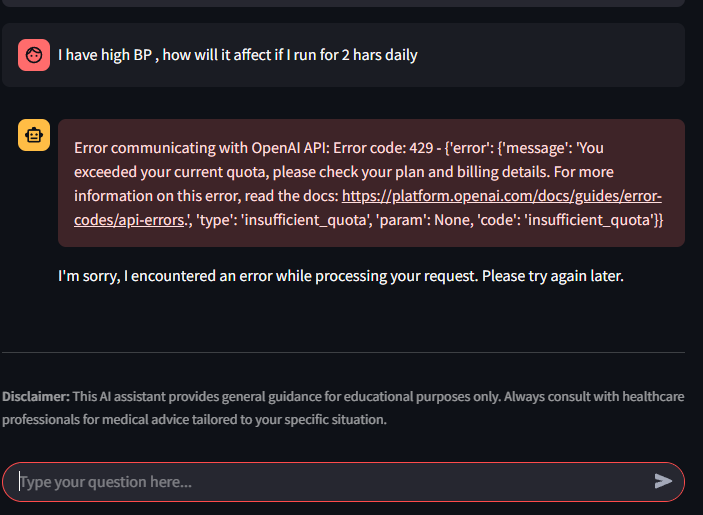 I have high BP , how will it affect if I run for 2 hars daily
Error communicating with OpenAI API: Error code: 429 - {'error': {'message': 'You
exceeded your current quota, please check your plan and billing details. For more
information on this error, read the docs: https://platform.openai.com/docs/guides/error-
codes/api-errors.', 'type': 'insufficient_quota', 'param': None, 'code': 'insufficient_quota'}}
I'm sorry, I encountered an error while processing your request. Please try again later.
Disclaimer: This AI assistant provides general guidance for educational purposes only. Always consult with healthcare
professionals for medical advice tailored to your specific situation.
Type your question here...